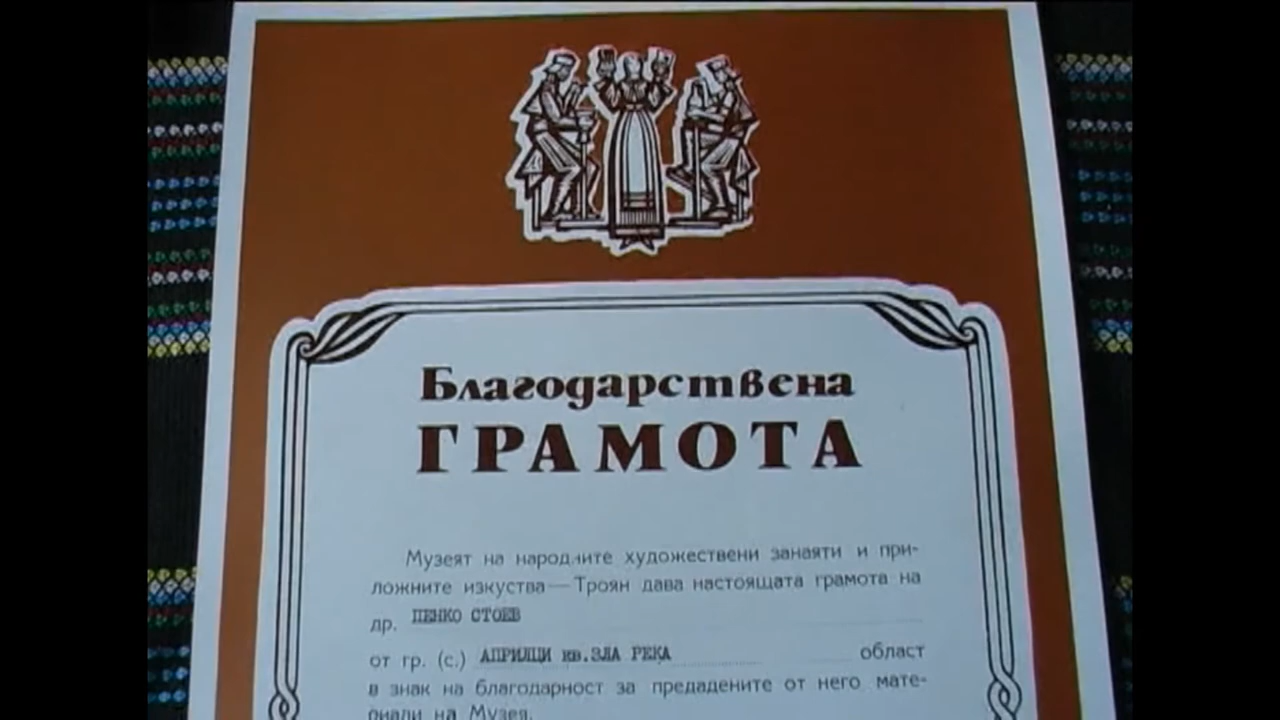 Благодарствена
ГРАМОТА
Музеят на народните художествени занаяти и при-
ложните изкуства — Троян дава настоящата грамота на
др. ПЕНКО СТОЕВ
от гр. (с.) АПРИЛЦИ кв.ЗЛА РЕКА област
в знак на благодарност за предадените от него мате-
риали на Музея.